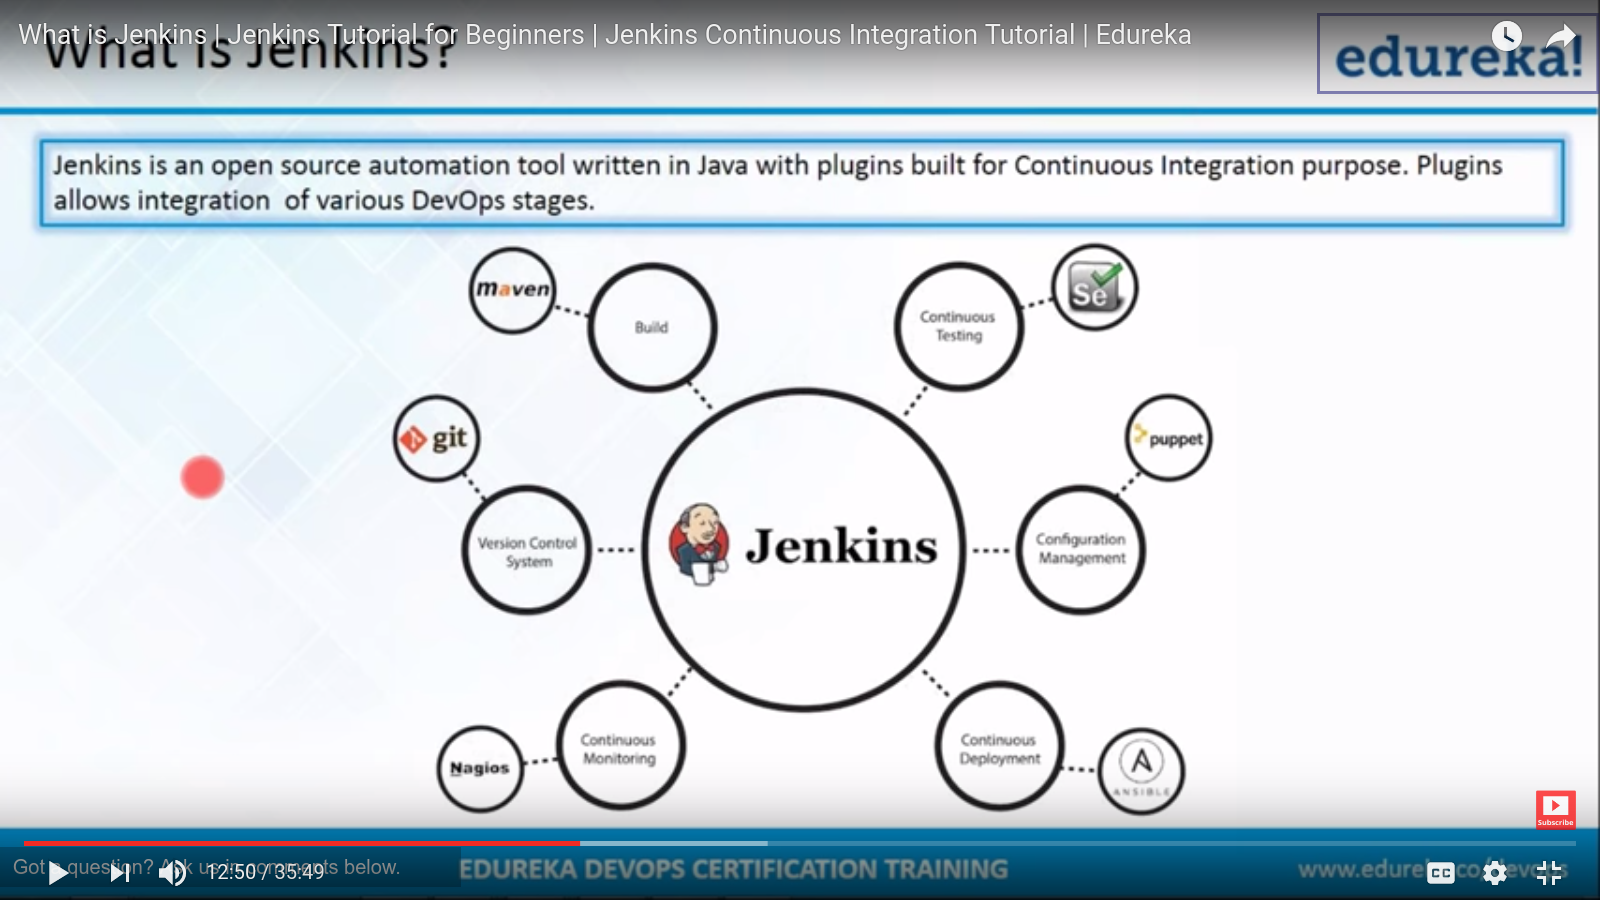 What is Jenkins | Jenkins Tutorial for Beginners | Jenkins Continuous Integration Tutorial | Edureka
What is Jenkins?
edureka!
Jenkins is an open source automation tool written in Java with plugins built for Continuous Integration purpose. Plugins
allows integration  of various DevOps stages.
maven
Build
Continuous
Testing
Se
git
puppet
Version Control
System
Jenkins
Configuration
Management
Continuous
Monitoring
Nagios
Continuous
Deployment
ANSIBLE
Subscribe
Got a question? Ask us in comments below.
12:50 / 35:49
EDUREKA DEVOPS CERTIFICATION TRAINING
www.edureka.co/devops
CC